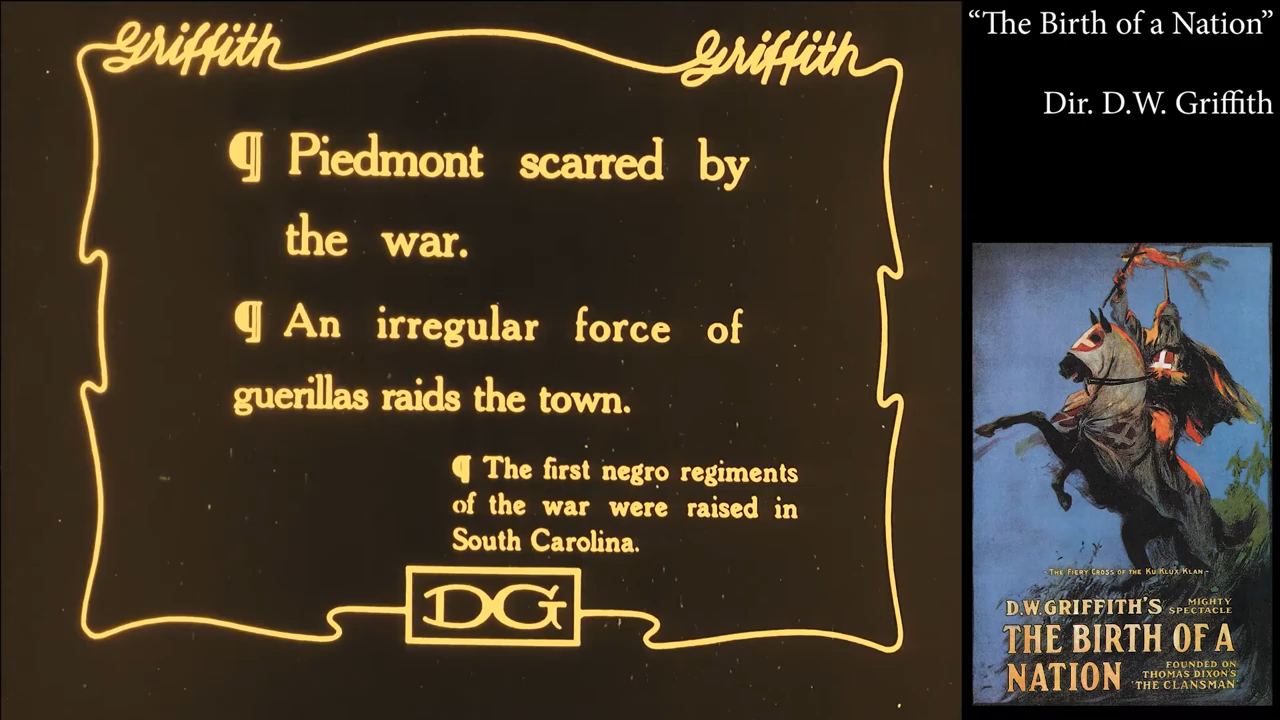 Griffith Griffith
¶ Piedmont scarred by
the war.
¶ An irregular force of
guerillas raids the town.
¶ The first negro regiments
of the war were raised in
South Carolina.
DG
“The Birth of a Nation”
Dir. D.W. Griffith
-The Fiery Cross of the Ku Klux Klan-
D.W. GRIFFITH'S MIGHTY SPECTACLE
THE BIRTH OF A
NATION
FOUNDED ON
THOMAS DIXON'S
'THE CLANSMAN'